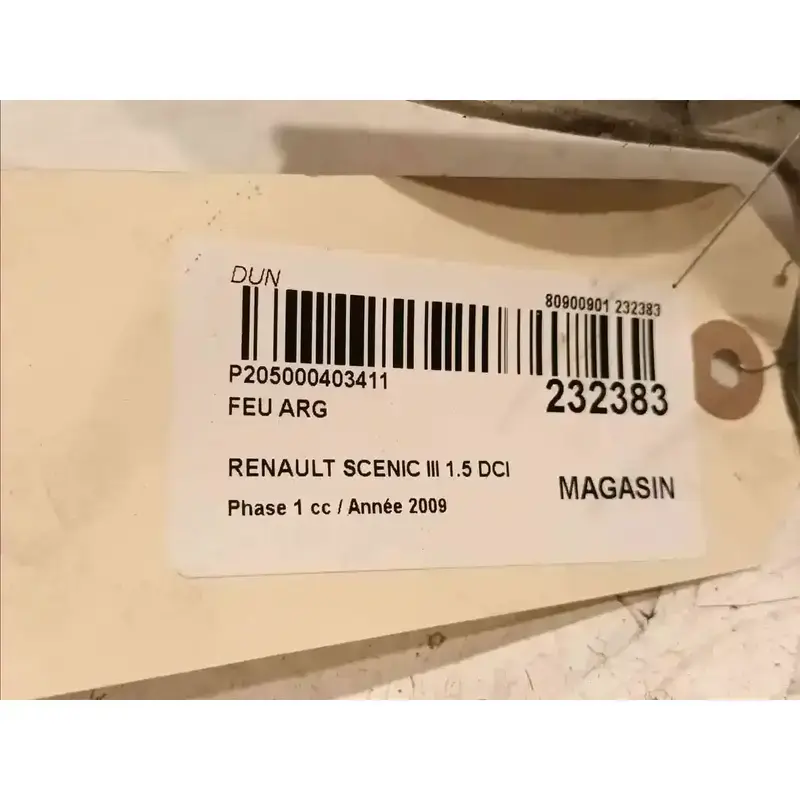 DUN
80900901 232383
P205000403411
232383
FEU ARG
RENAULT SCENIC III 1.5 DCI
MAGASIN
Phase 1 cc / Année 2009